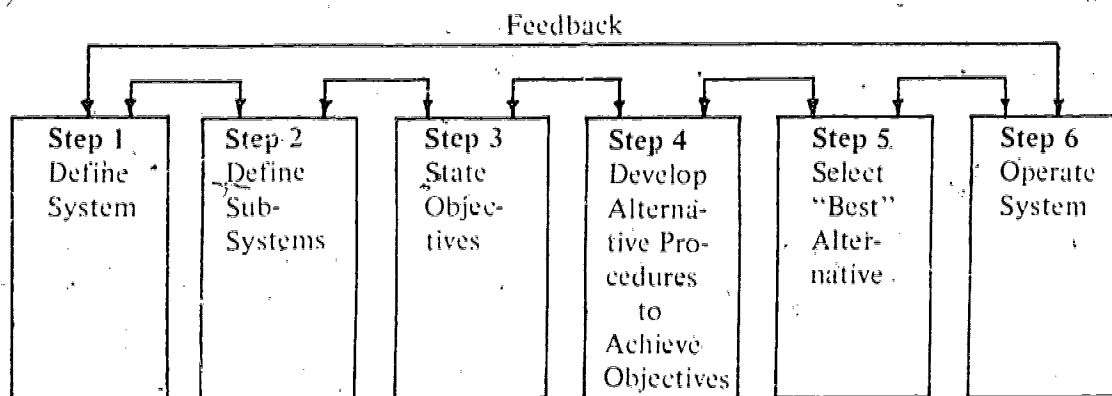 Feedback
Step 1
Define
System
Step 2
Define
Sub-
Systems
Step 3
State
Objec-
tives
Step 4
Develop
Alterna-
tive Pro-
cedures
to
Achieve
Objectives
Step 5
Select
“Best”
Alter-
native
Step 6
Operate
System